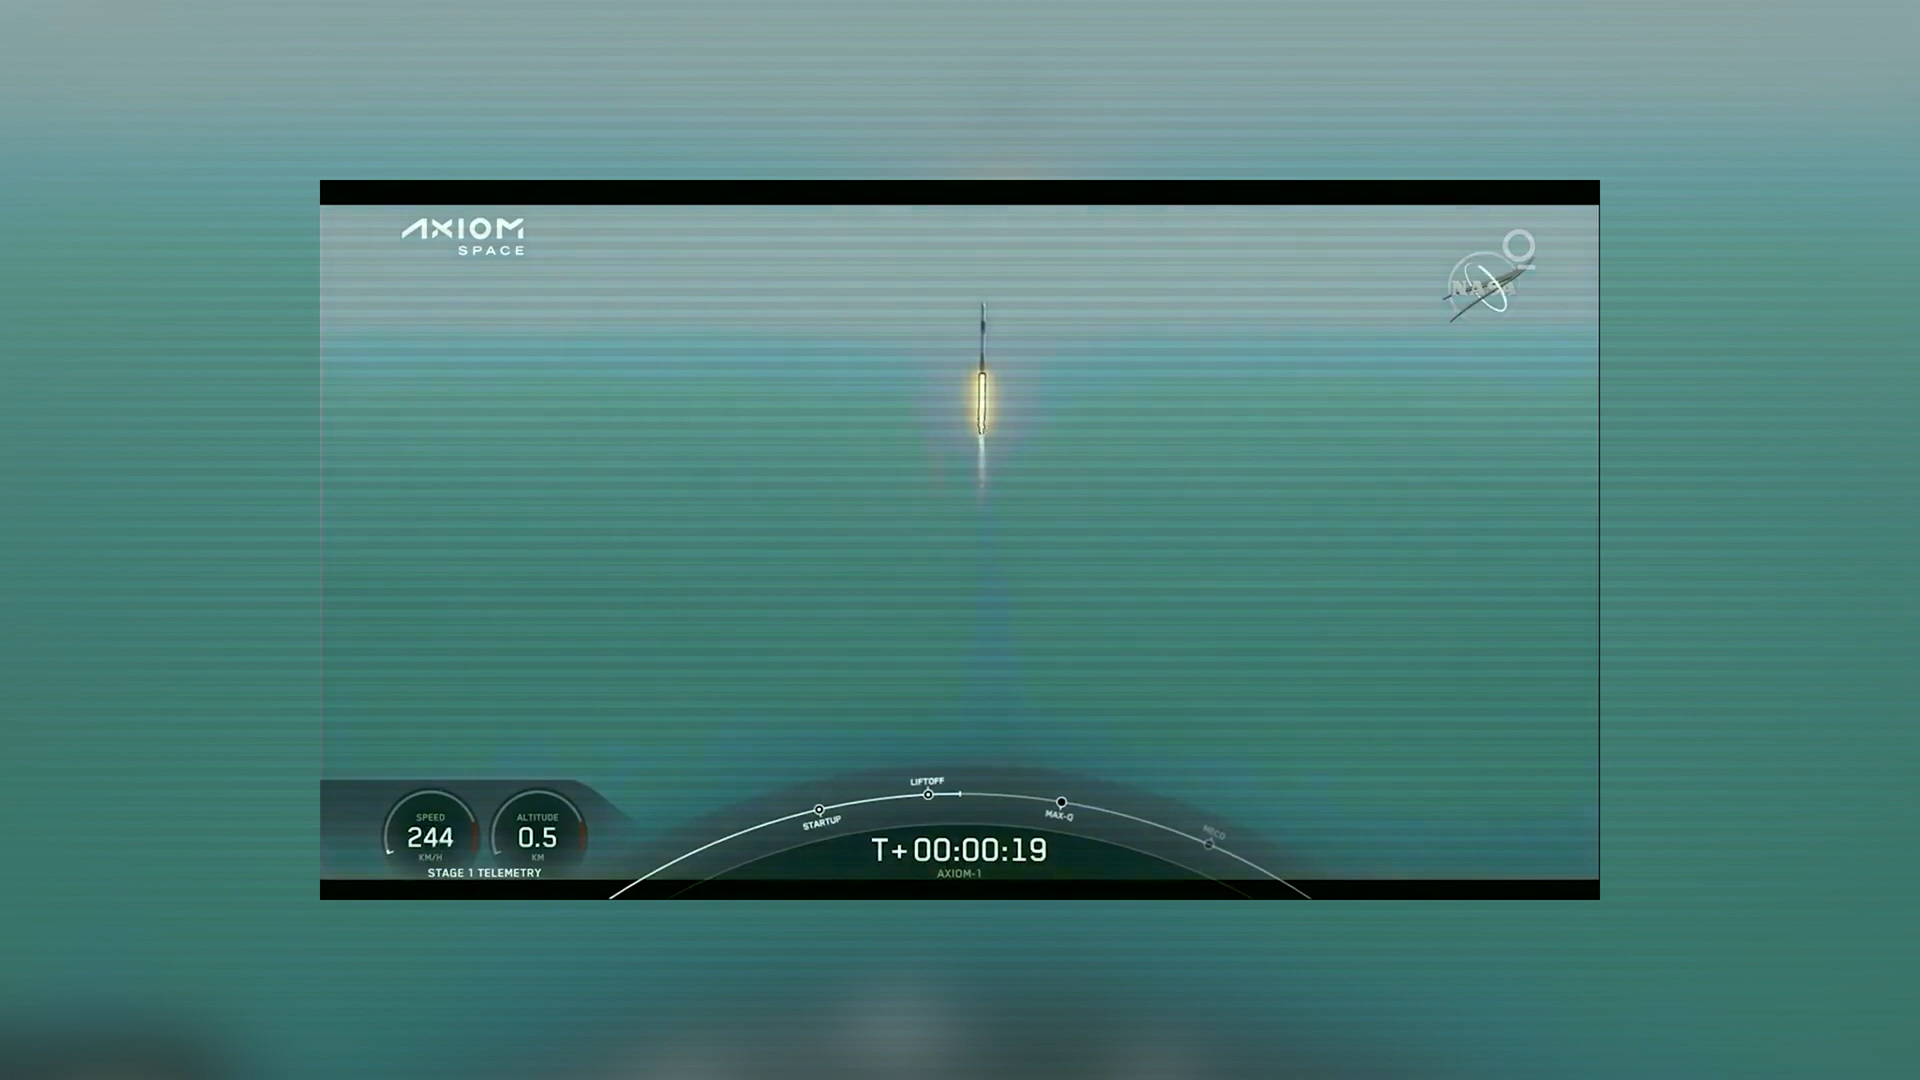 AXIOM
SPACE
NASA
LIFTOFF
STARTUP
MAX-Q
MECO
SPEED
244
KM/H
ALTITUDE
0.5
KM
STAGE 1 TELEMETRY
T+00:00:19
AXIOM-1